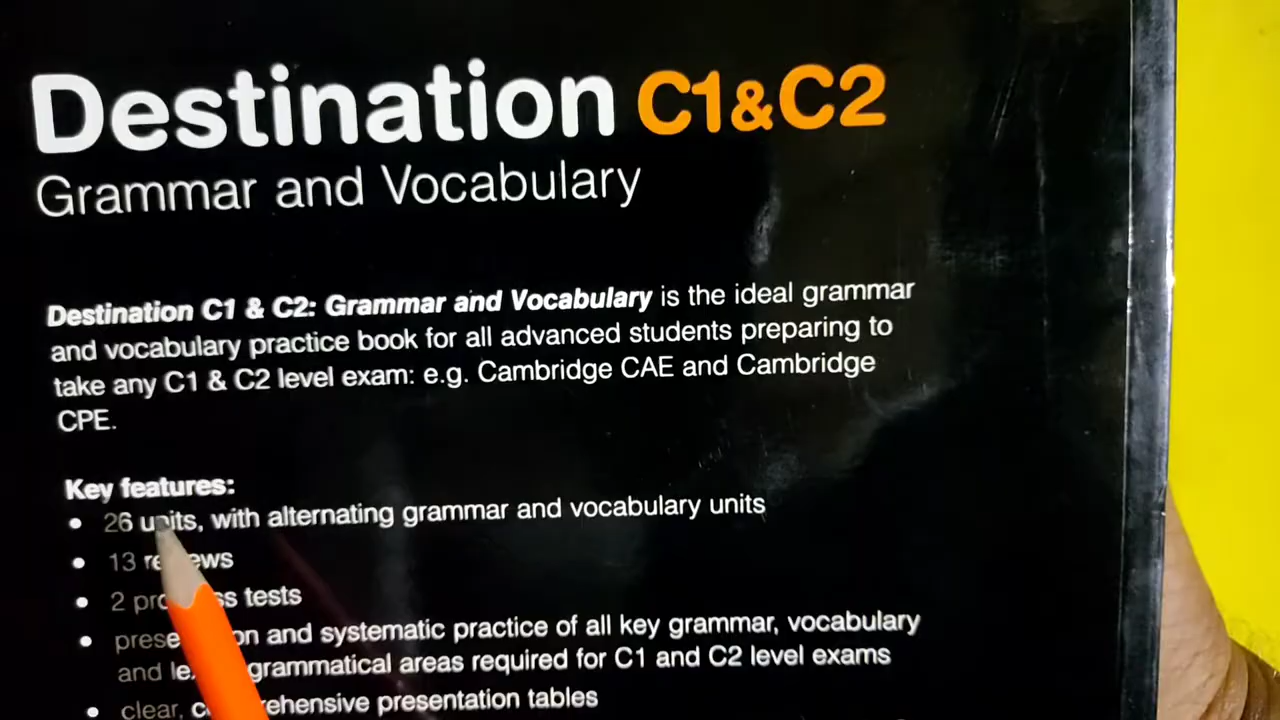 Destination C1&C2
Grammar and Vocabulary
Destination C1 & C2: Grammar and Vocabulary is the ideal grammar
and vocabulary practice book for all advanced students preparing to
take any C1 & C2 level exam: e.g. Cambridge CAE and Cambridge
CPE.
Key features:
• 26 units, with alternating grammar and vocabulary units
• 13 reviews
• 2 progress tests
• presentation and systematic practice of all key grammar, vocabulary
and grammatical areas required for C1 and C2 level exams
• clear, comprehensive presentation tables